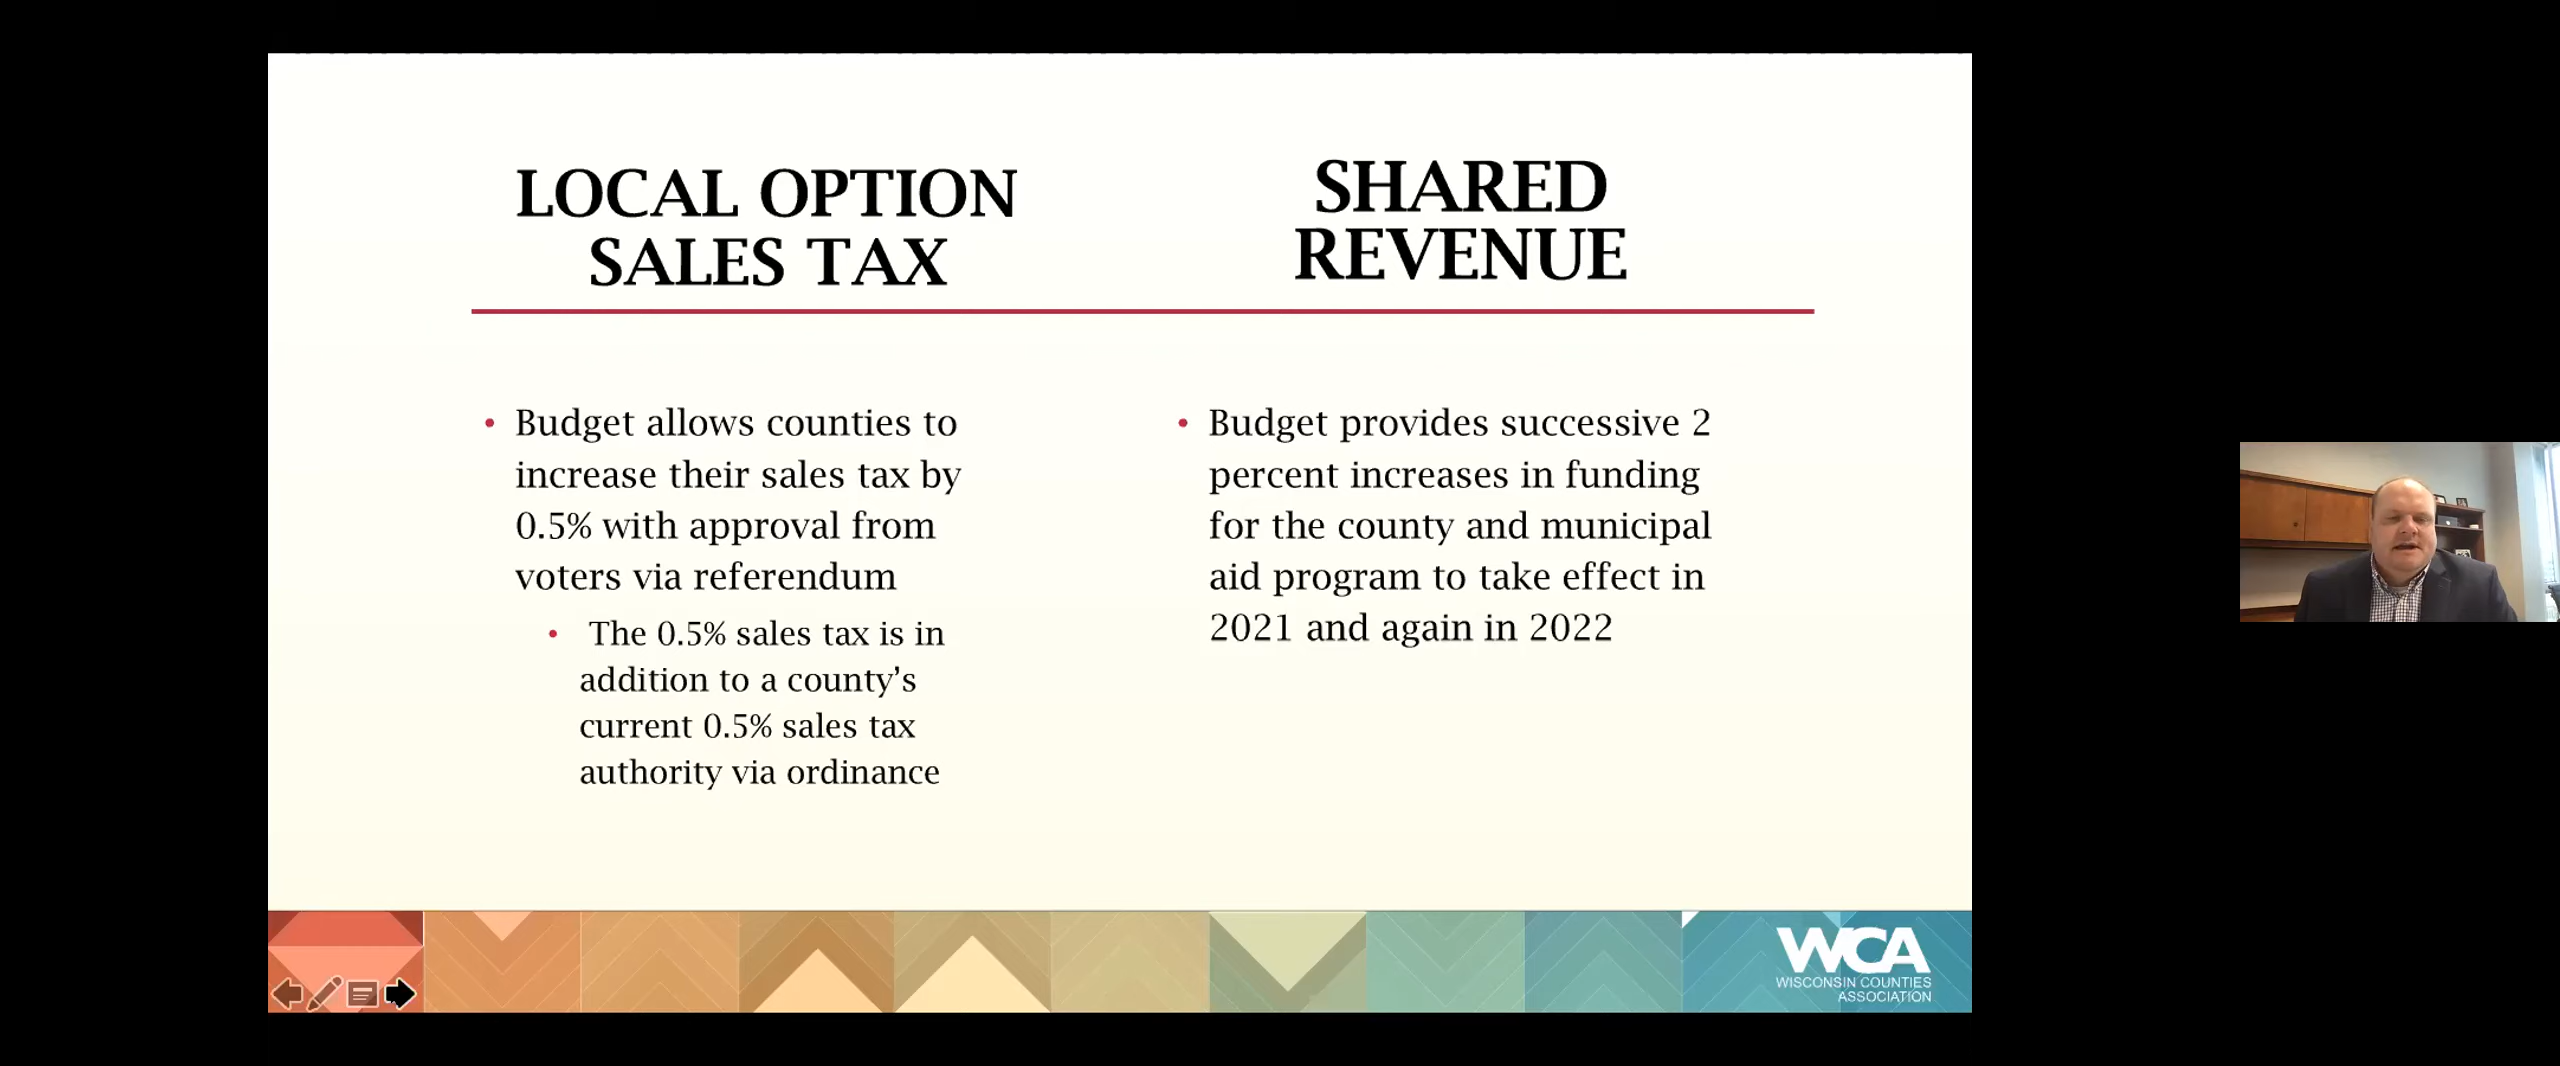 LOCAL OPTION
SALES TAX
• Budget allows counties to
increase their sales tax by
0.5% with approval from
voters via referendum
• The 0.5% sales tax is in
addition to a county’s
current 0.5% sales tax
authority via ordinance
SHARED
REVENUE
• Budget provides successive 2
percent increases in funding
for the county and municipal
aid program to take effect in
2021 and again in 2022
WCA
WISCONSIN COUNTIES
ASSOCIATION